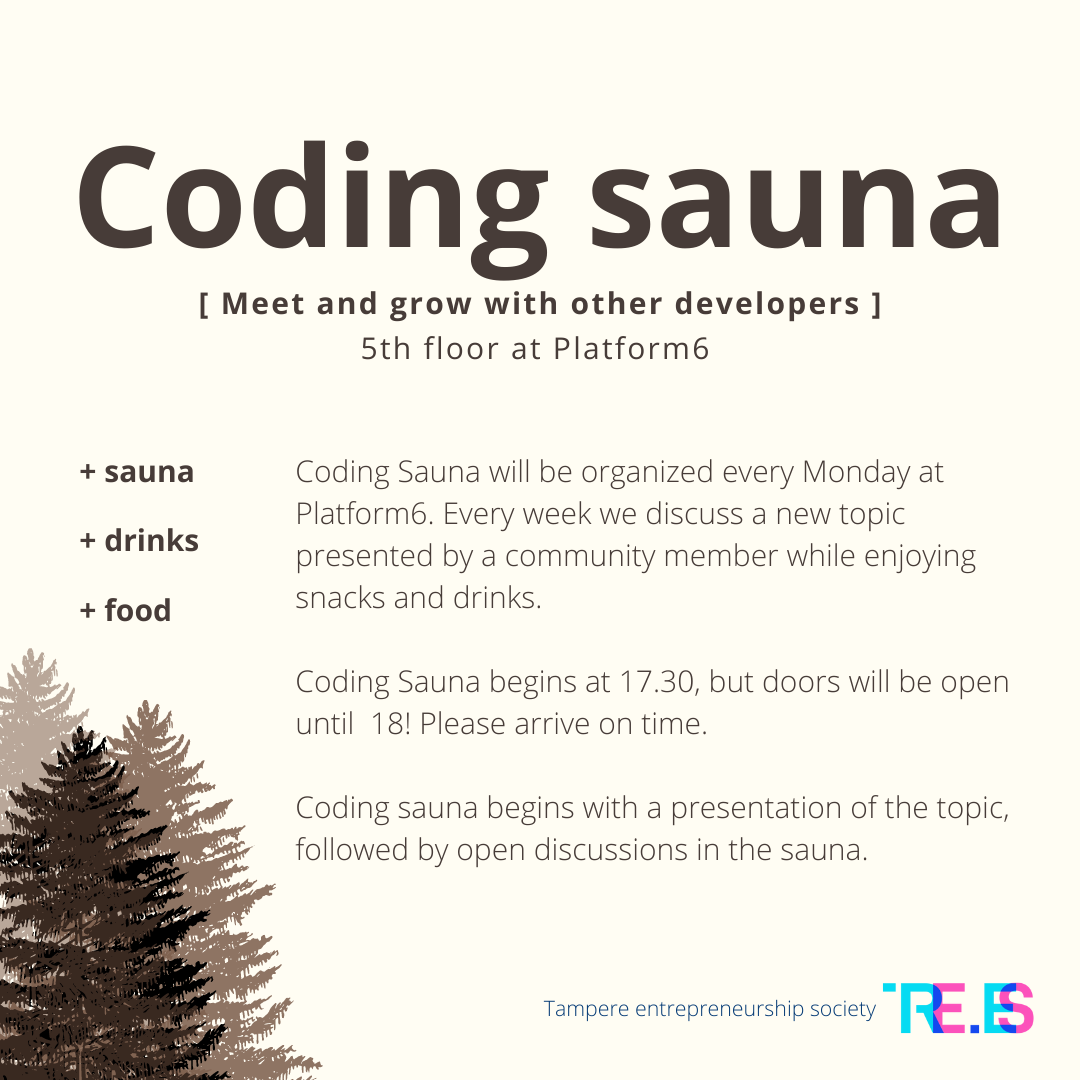 Coding sauna
[ Meet and grow with other developers ]
5th floor at Platform6
+ sauna
+ drinks
+ food
Coding Sauna will be organized every Monday at
Platform6. Every week we discuss a new topic
presented by a community member while enjoying
snacks and drinks.
Coding Sauna begins at 17.30, but doors will be open
until  18! Please arrive on time.
Coding sauna begins with a presentation of the topic,
followed by open discussions in the sauna.
Tampere entrepreneurship society TRE.ES